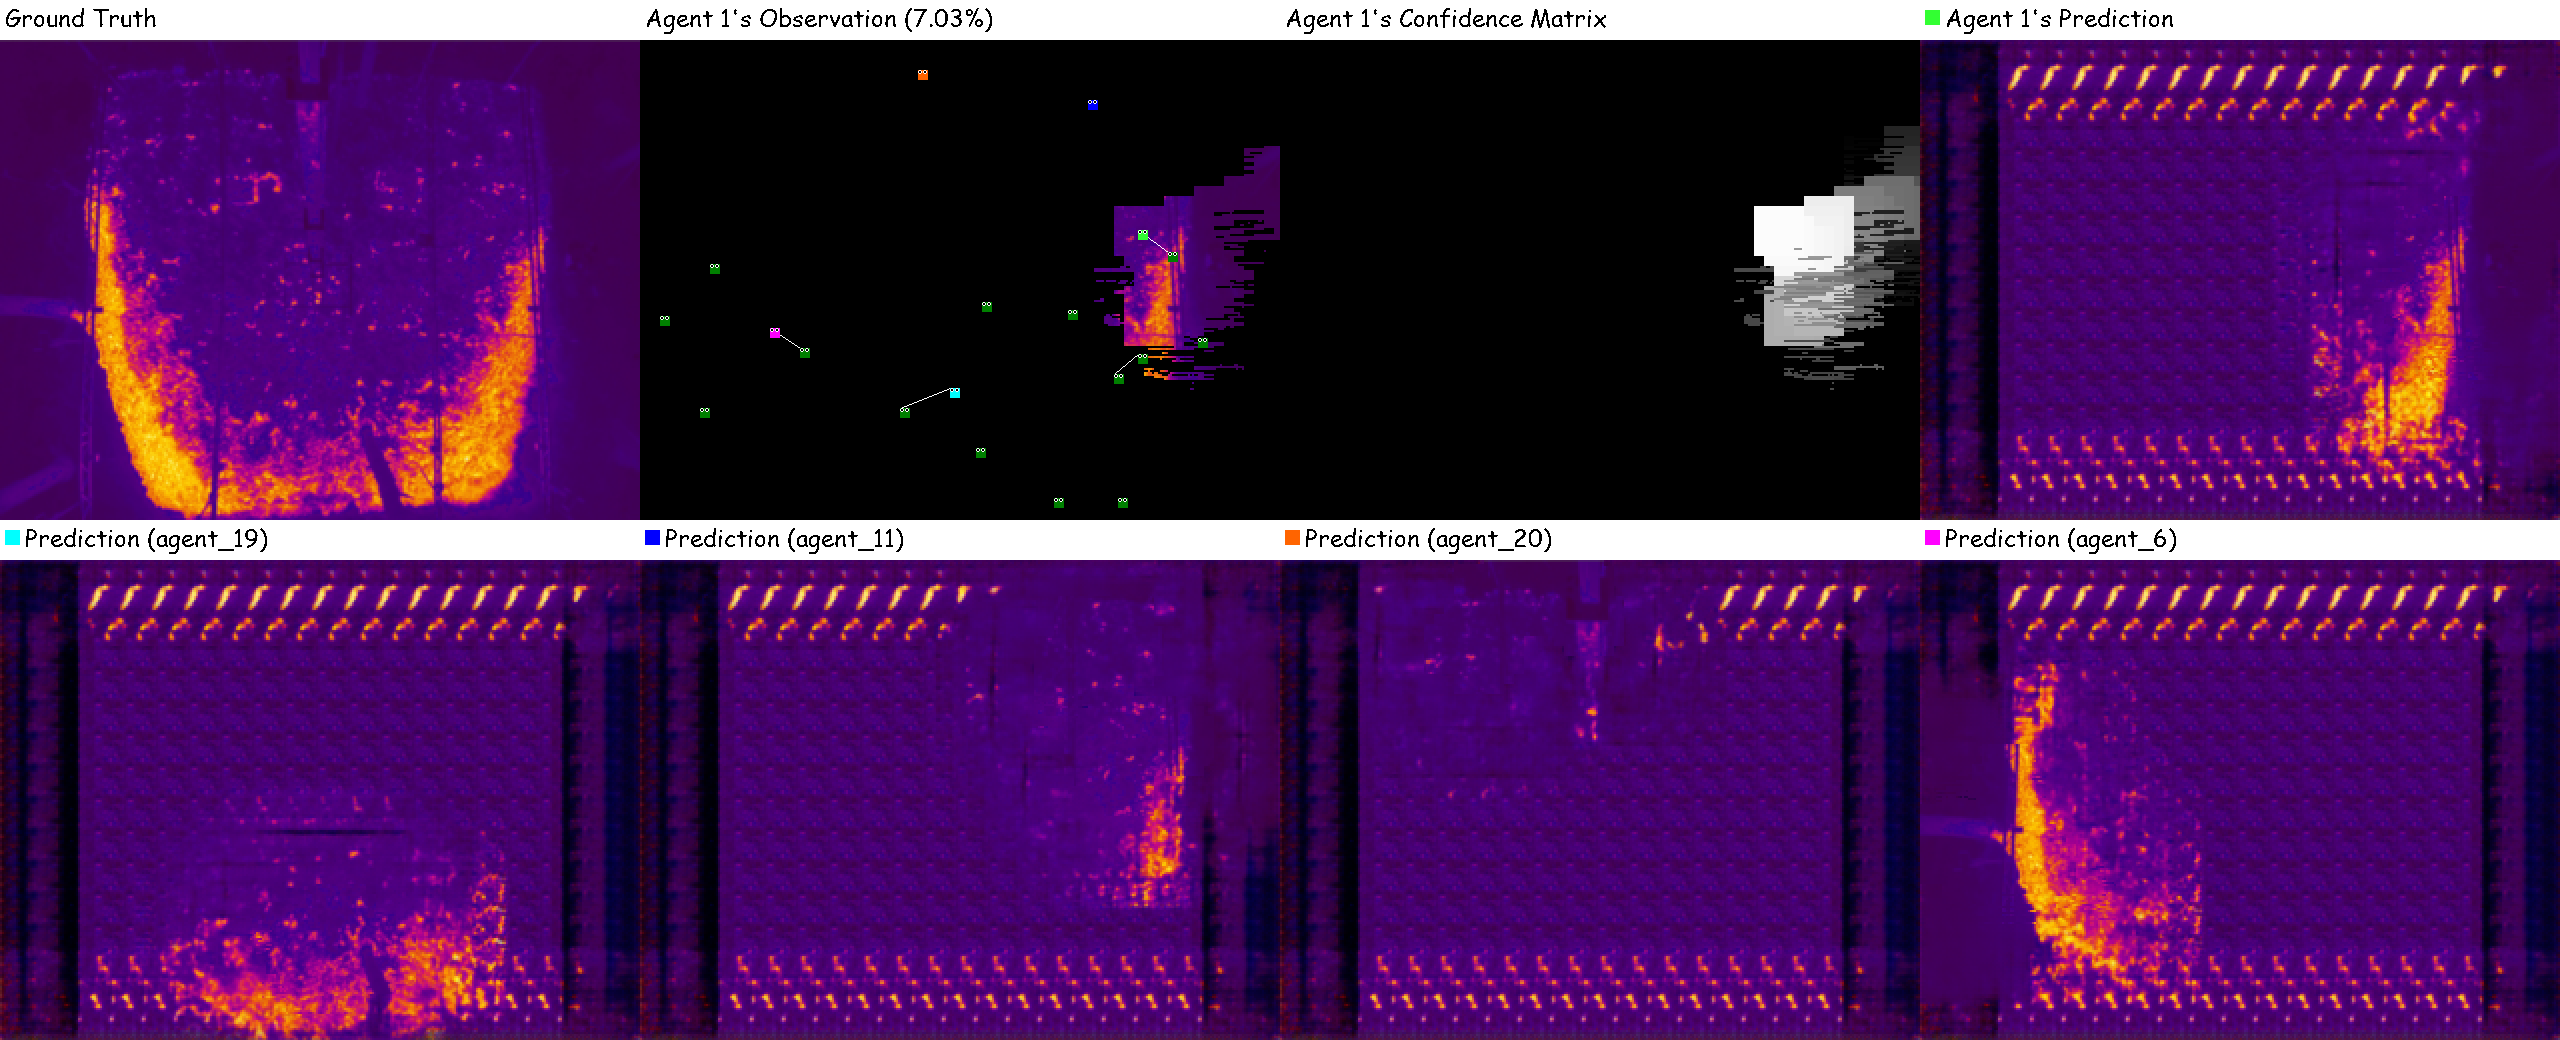 Ground Truth
Agent 1's Observation (7.03%)
Agent 1's Confidence Matrix
Agent 1's Prediction
Prediction (agent_19)
Prediction (agent_11)
Prediction (agent_20)
Prediction (agent_6)